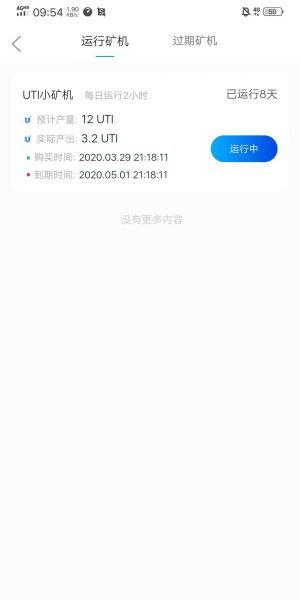 4GHD 09:54 1.90 KB/s 59
运行矿机 过期矿机
UTI小矿机 每日运行2小时 已运行8天
预计产量: 12 UTI
实际产出: 3.2 UTI
运行中
购买时间: 2020.03.29 21:18:11
到期时间: 2020.05.01 21:18:11
没有更多内容